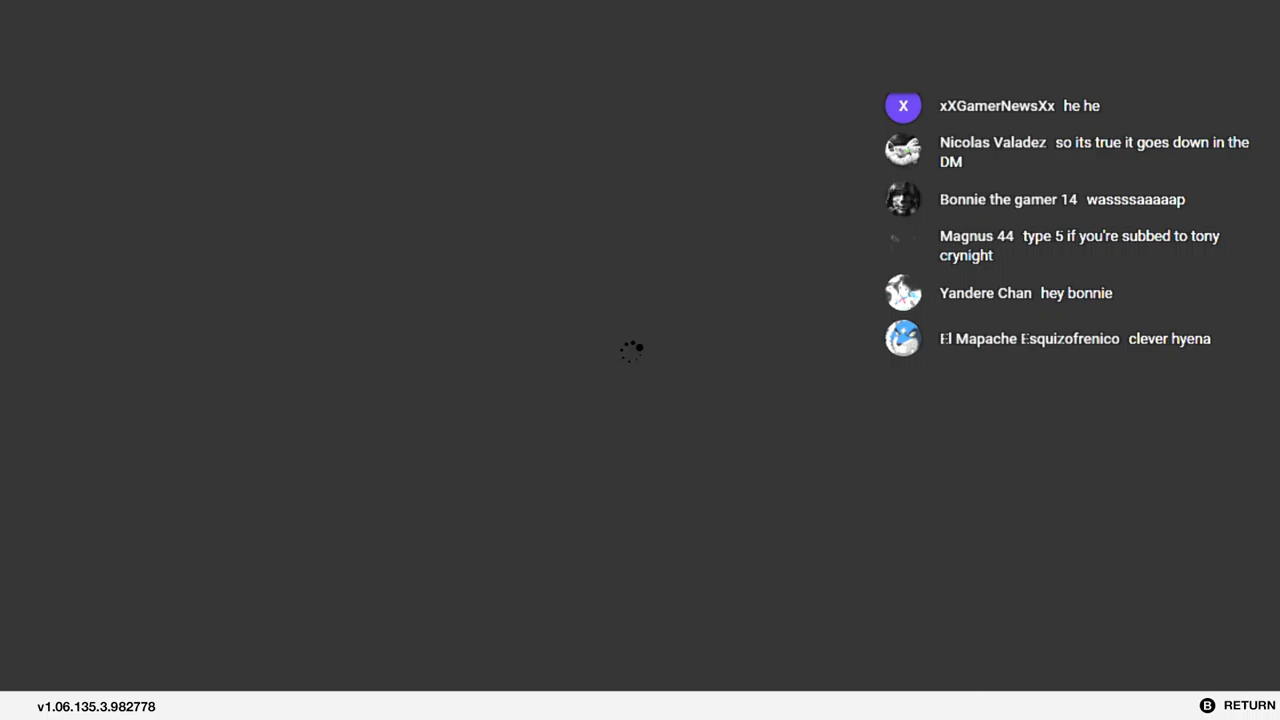 X xXGamerNewsXx he he
Nicolas Valadez so its true it goes down in the
DM
Bonnie the gamer 14 wassssaaaaap
Magnus 44 type 5 if you're subbed to tony
crynight
Yandere Chan hey bonnie
El Mapache Esquizofrenico clever hyena
v1.06.135.3.982778
B RETURN